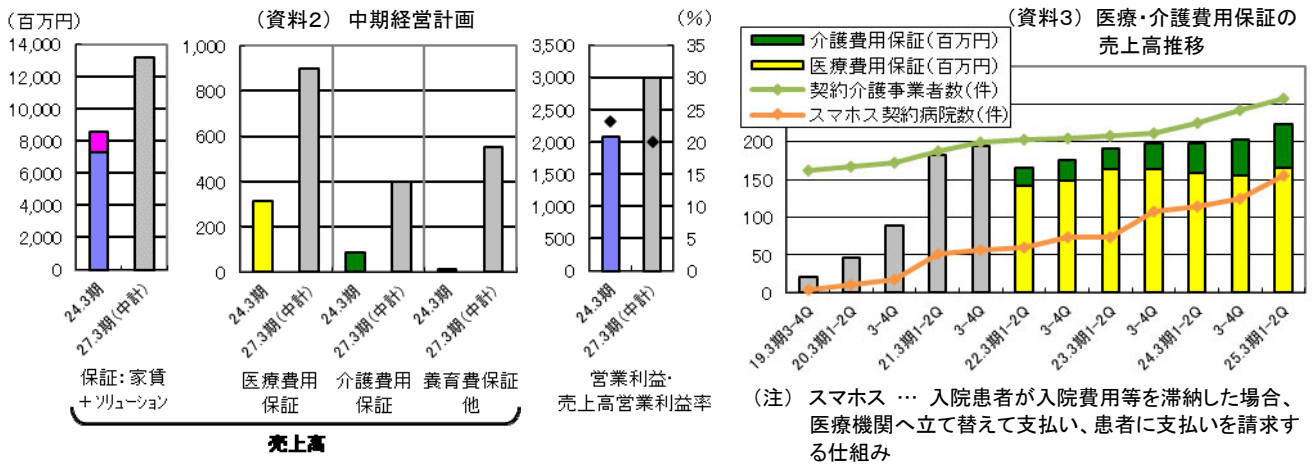 (資料2) 中期経営計画
(百万円)
14,000
12,000
10,000
8,000
6,000
4,000
2,000
0
24.3期
27.3期(中計)
保証:家賃
+ソリューション
1,000
800
600
400
200
0
24.3期
27.3期(中計)
24.3期
27.3期(中計)
24.3期
27.3期(中計)
医療費用
保証
介護費用
保証
養育費保証
他
売上高
(%)
3,500
3,000
2,500
2,000
1,500
1,000
500
0
35
30
25
20
15
10
5
0
24.3期
27.3期(中計)
営業利益・
売上高営業利益率
(資料3) 医療・介護費用保証の
売上高推移
介護費用保証(百万円)
医療費用保証(百万円)
契約介護事業者数(件)
スマホス契約病院数(件)
200
150
100
50
0
19.3期3-4Q
20.3期1-2Q
3-4Q
21.3期1-2Q
3-4Q
22.3期1-2Q
3-4Q
23.3期1-2Q
3-4Q
24.3期1-2Q
3-4Q
25.3期1-2Q
(注) スマホス … 入院患者が入院費用等を滞納した場合、
医療機関へ立て替えて支払い、患者に支払いを請求す
る仕組み